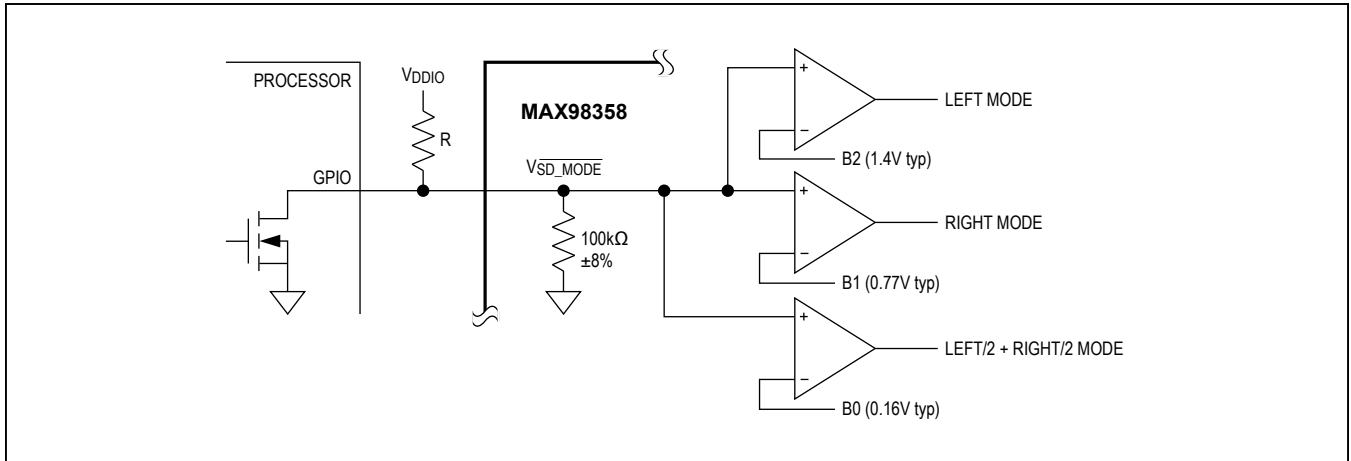 PROCESSOR
VDDIO
R
GPIO
MAX98358
VSD_MODE
100kΩ
±8%
+
−
LEFT MODE
B2 (1.4V typ)
+
−
RIGHT MODE
B1 (0.77V typ)
+
−
LEFT/2 + RIGHT/2 MODE
B0 (0.16V typ)